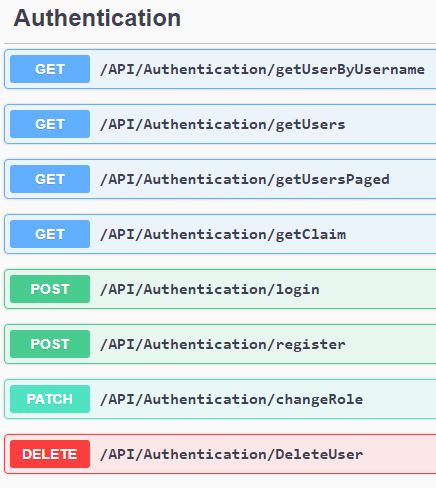 Authentication
GET /API/Authentication/getUserByUsername
GET /API/Authentication/getUsers
GET /API/Authentication/getUsersPaged
GET /API/Authentication/getClaim
POST /API/Authentication/login
POST /API/Authentication/register
PATCH /API/Authentication/changeRole
DELETE /API/Authentication/DeleteUser